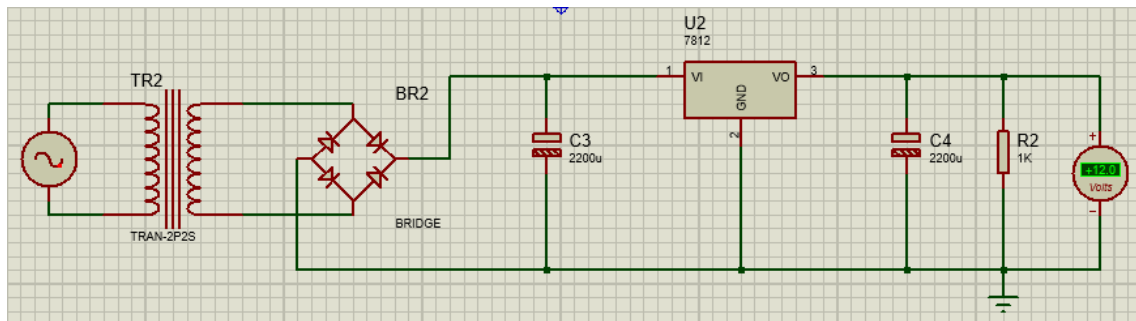 TR2
TRAN-2P2S
BR2
BRIDGE
C3
2200u
U2
7812
1
VI
VO
3
GND
2
C4
2200u
R2
1K
+
+12.0
Volts
−